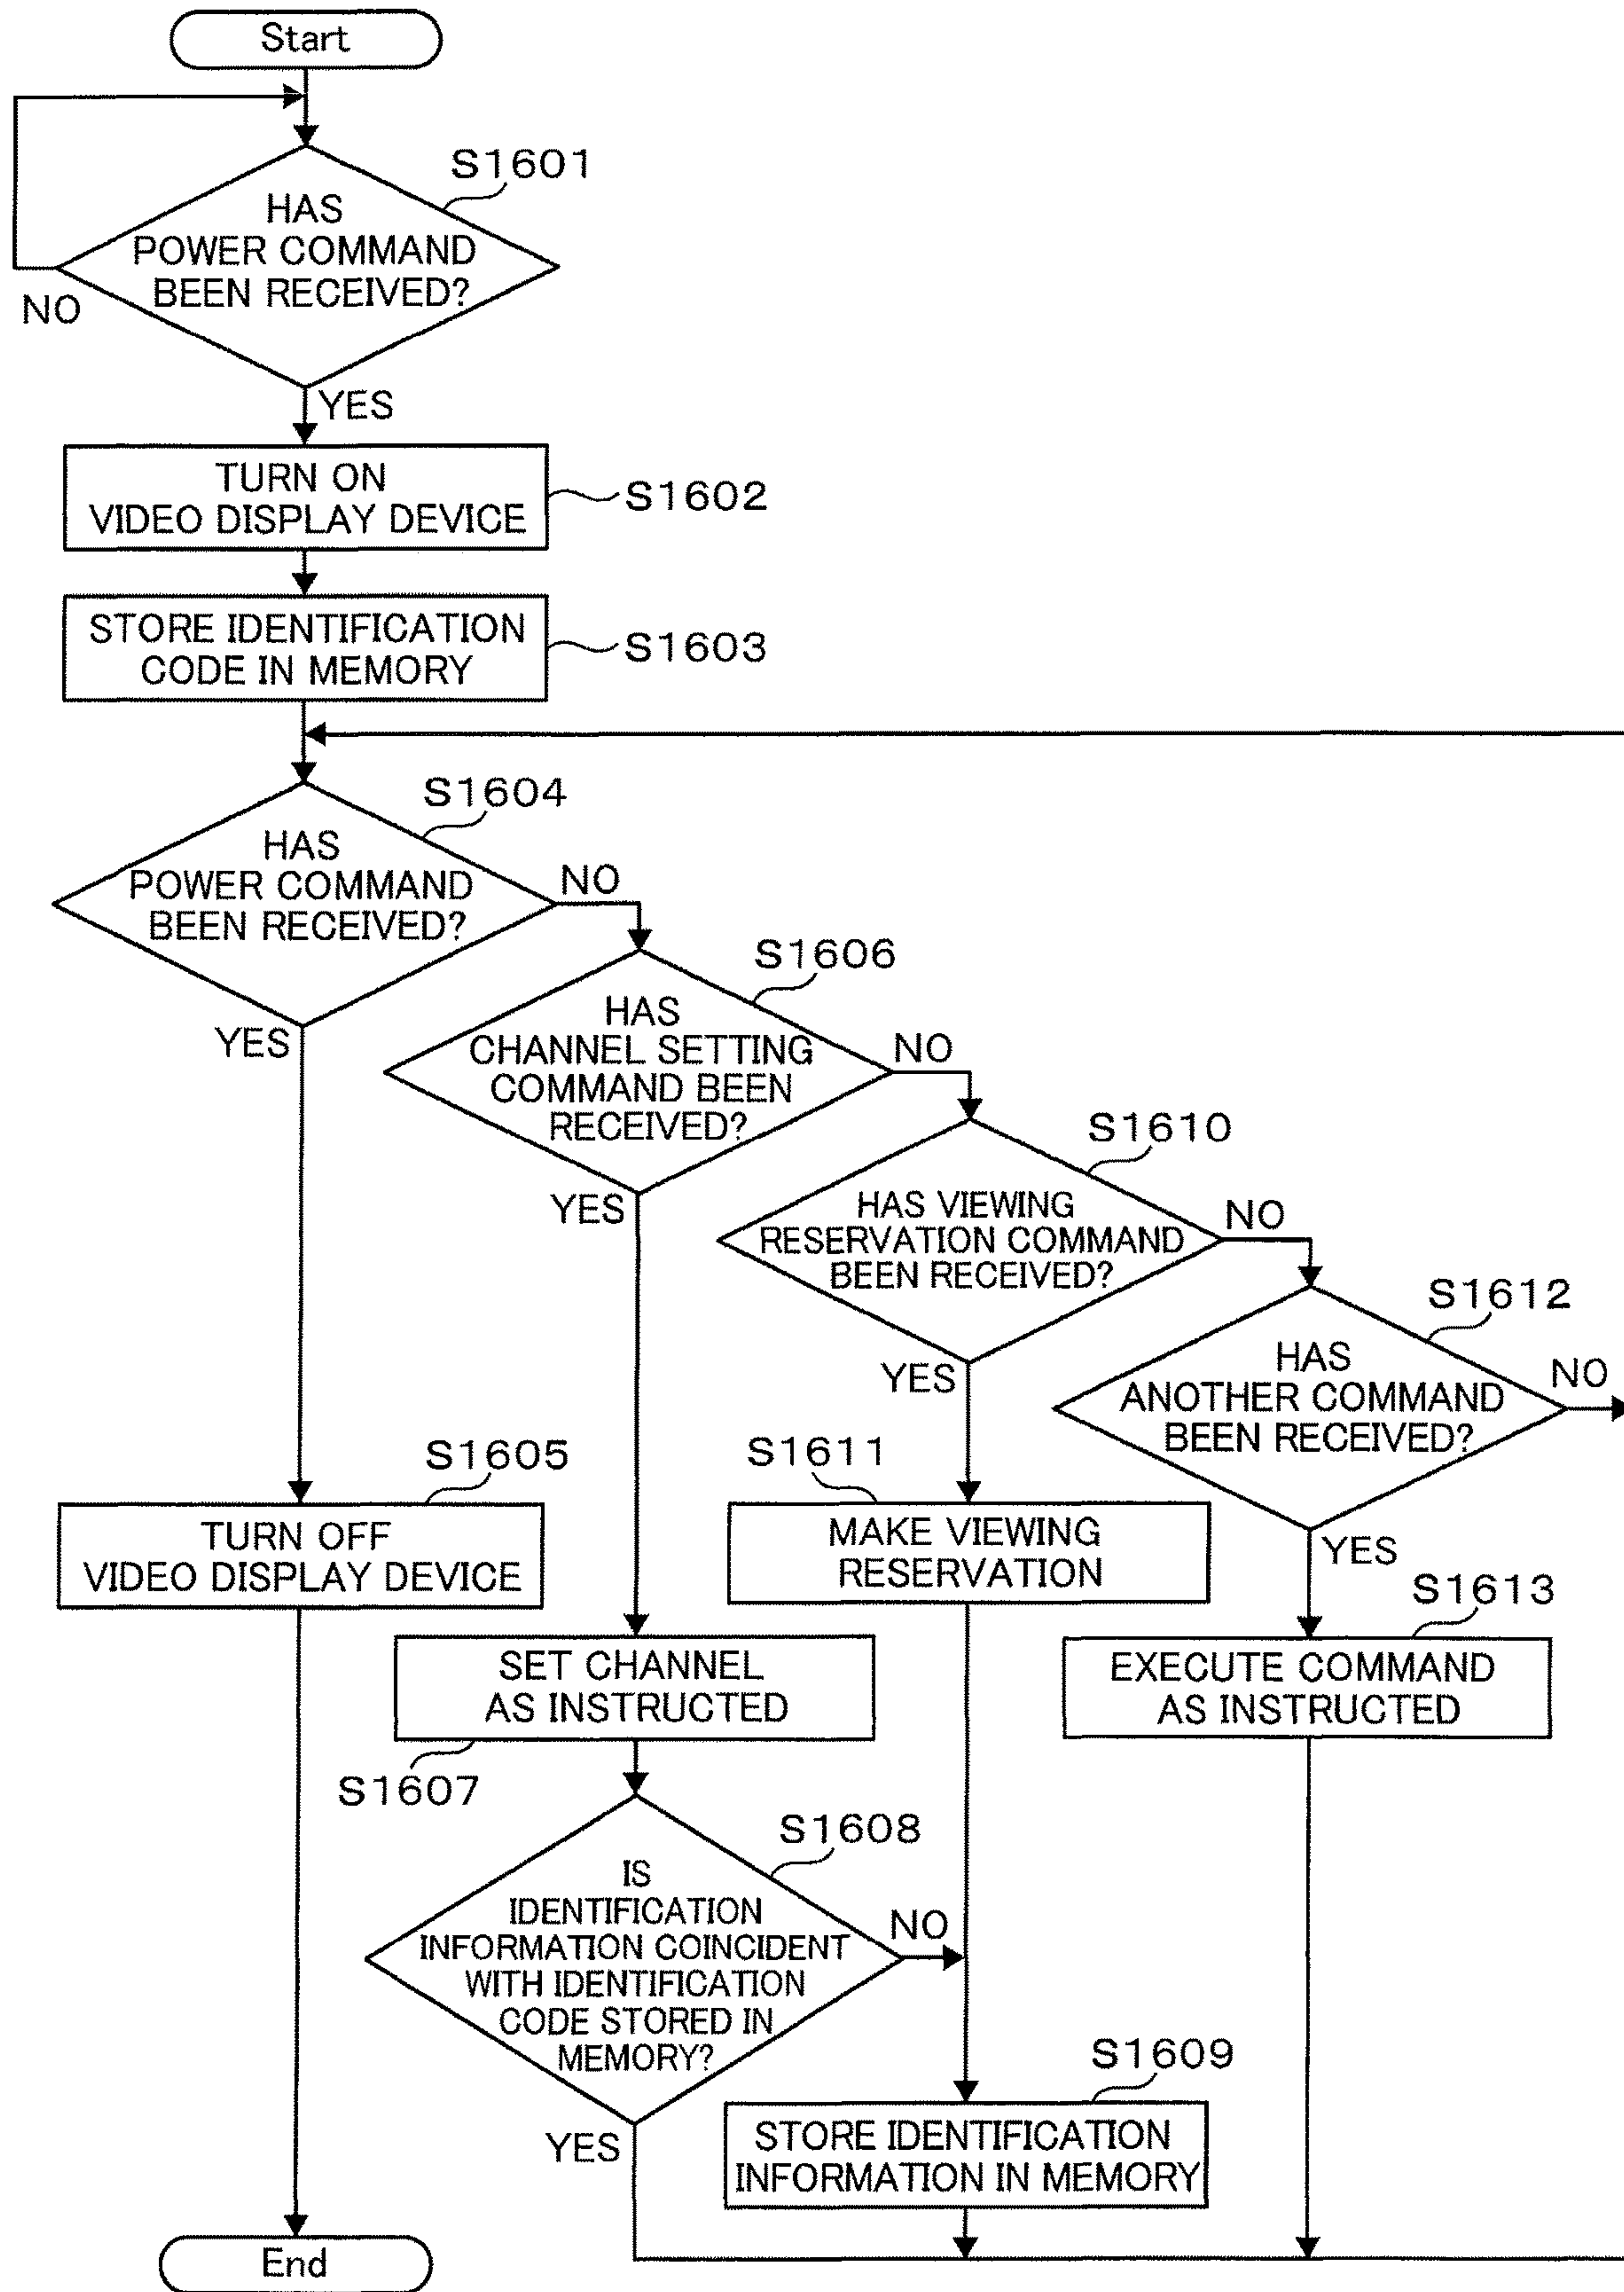 Start
S1601
HAS
POWER COMMAND
BEEN RECEIVED?
NO
YES
TURN ON
VIDEO DISPLAY DEVICE
S1602
STORE IDENTIFICATION
CODE IN MEMORY
S1603
S1604
HAS
POWER COMMAND
BEEN RECEIVED?
NO
YES
S1606
HAS
CHANNEL SETTING
COMMAND BEEN
RECEIVED?
NO
YES
S1610
HAS VIEWING
RESERVATION COMMAND
BEEN RECEIVED?
NO
YES
S1612
HAS
ANOTHER COMMAND
BEEN RECEIVED?
NO
YES
S1605
TURN OFF
VIDEO DISPLAY DEVICE
S1611
MAKE VIEWING
RESERVATION
S1613
EXECUTE COMMAND
AS INSTRUCTED
SET CHANNEL
AS INSTRUCTED
S1607
S1608
IS
IDENTIFICATION
INFORMATION COINCIDENT
WITH IDENTIFICATION
CODE STORED IN
MEMORY?
NO
YES
S1609
STORE IDENTIFICATION
INFORMATION IN MEMORY
End